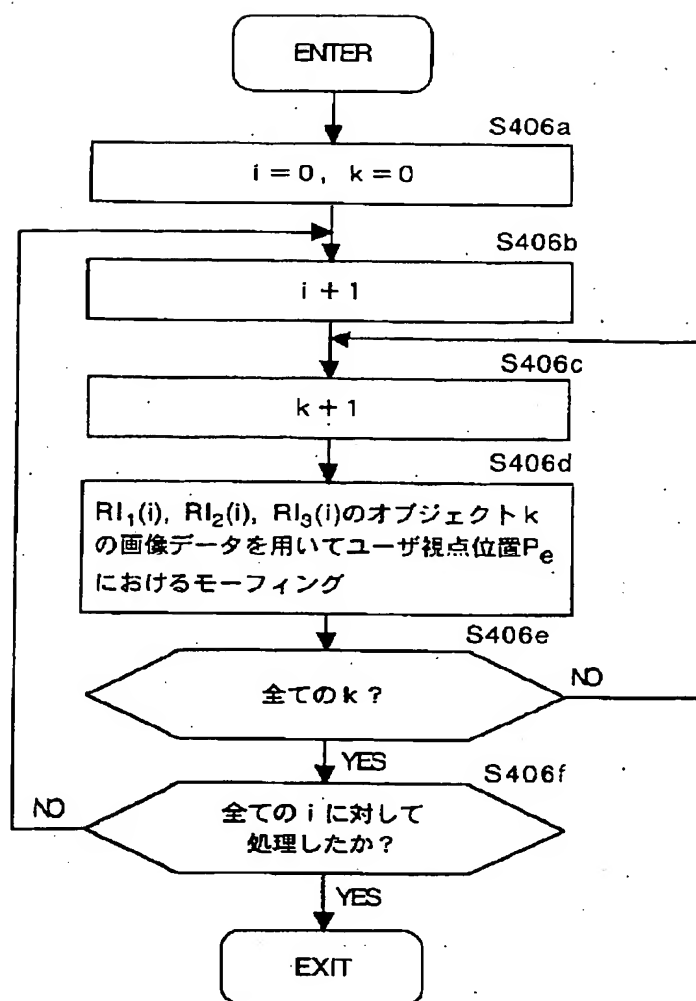 ENTER
S406a
i = 0, k = 0
S406b
i + 1
S406c
k + 1
S406d
RI₁(i), RI₂(i), RI₃(i)のオブジェクトk
の画像データを用いてユーザ視点位置Pₑ
におけるモーフィング
S406e
全てのk?
NO
YES
S406f
全てのiに対して
処理したか?
NO
YES
EXIT